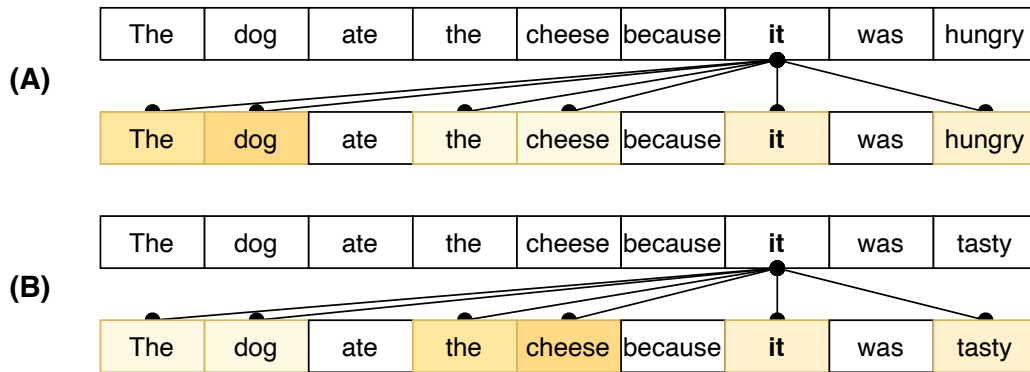 The dog ate the cheese because it was hungry
(A)
The dog ate the cheese because it was hungry
The dog ate the cheese because it was tasty
(B)
The dog ate the cheese because it was tasty